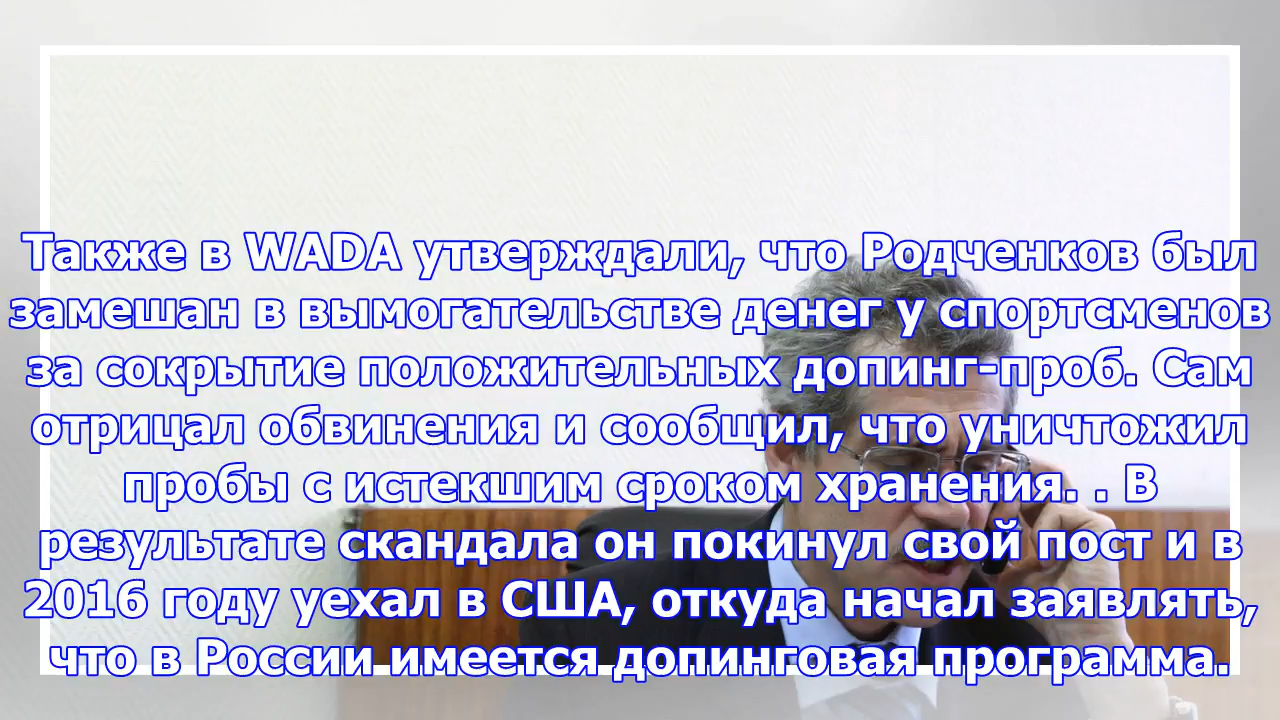 Также в WADA утверждали, что Родченков был
замешан в вымогательстве денег у спортсменов
за сокрытие положительных допинг-проб. Сам
отрицал обвинения и сообщил, что уничтожил
пробы с истекшим сроком хранения. . В
результате скандала он покинул свой пост и в
2016 году уехал в США, откуда начал заявлять,
что в России имеется допинговая программа.